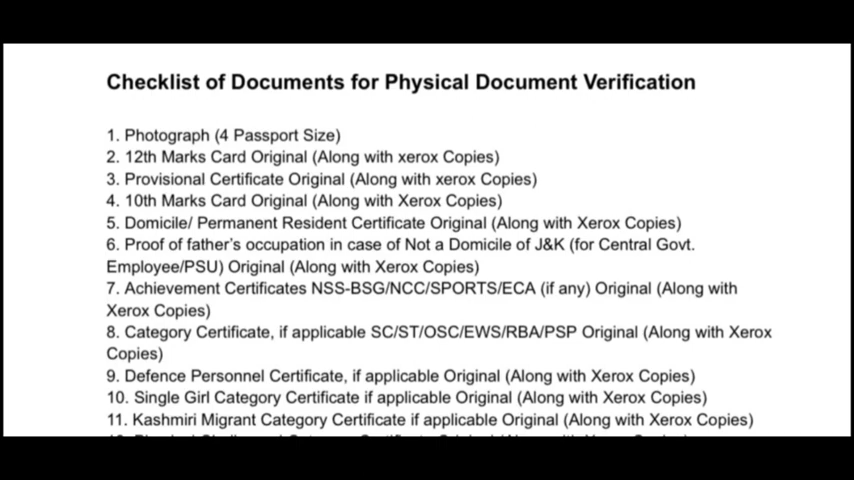 Checklist of Documents for Physical Document Verification
1. Photograph (4 Passport Size)
2. 12th Marks Card Original (Along with xerox Copies)
3. Provisional Certificate Original (Along with xerox Copies)
4. 10th Marks Card Original (Along with Xerox Copies)
5. Domicile/ Permanent Resident Certificate Original (Along with Xerox Copies)
6. Proof of father's occupation in case of Not a Domicile of J&K (for Central Govt.
Employee/PSU) Original (Along with Xerox Copies)
7. Achievement Certificates NSS-BSG/NCC/SPORTS/ECA (if any) Original (Along with
Xerox Copies)
8. Category Certificate, if applicable SC/ST/OSC/EWS/RBA/PSP Original (Along with Xerox
Copies)
9. Defence Personnel Certificate, if applicable Original (Along with Xerox Copies)
10. Single Girl Category Certificate if applicable Original (Along with Xerox Copies)
11. Kashmiri Migrant Category Certificate if applicable Original (Along with Xerox Copies)